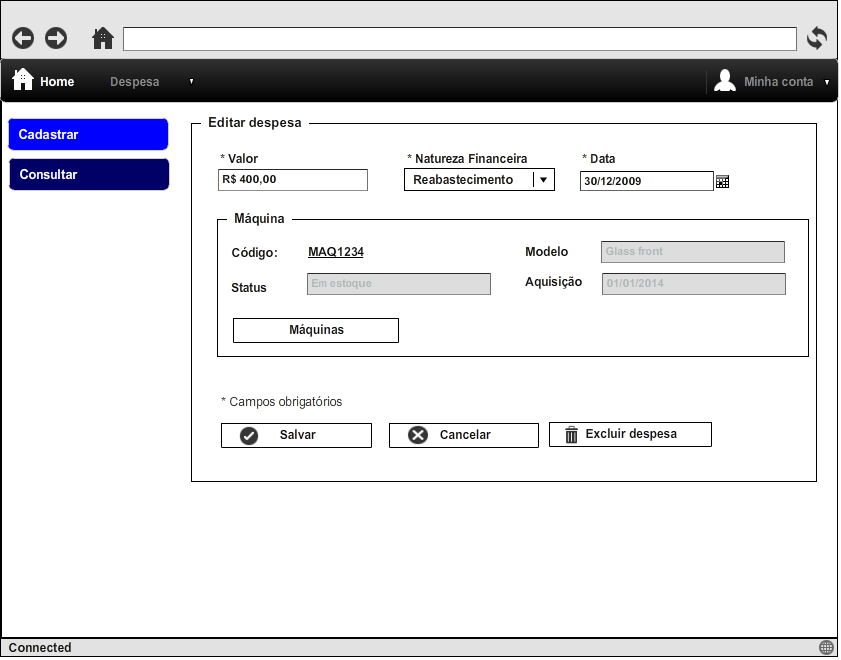 Home Despesa Minha conta
Cadastrar
Consultar
Editar despesa
* Valor * Natureza Financeira * Data
R$ 400,00 Reabastecimento 30/12/2009
Máquina
Código: MAQ1234 Modelo Glass front
Status Em estoque Aquisição 01/01/2014
Máquinas
* Campos obrigatórios
Salvar Cancelar Excluir despesa
Connected